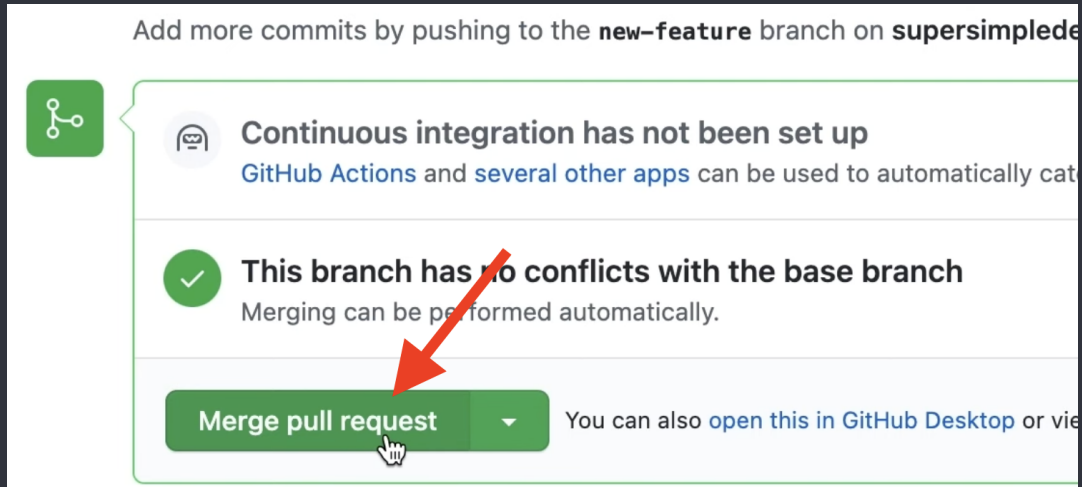 Add more commits by pushing to the new-feature branch on supersimplede
Continuous integration has not been set up
GitHub Actions and several other apps can be used to automatically cat
This branch has no conflicts with the base branch
Merging can be performed automatically.
Merge pull request
You can also open this in GitHub Desktop or vie